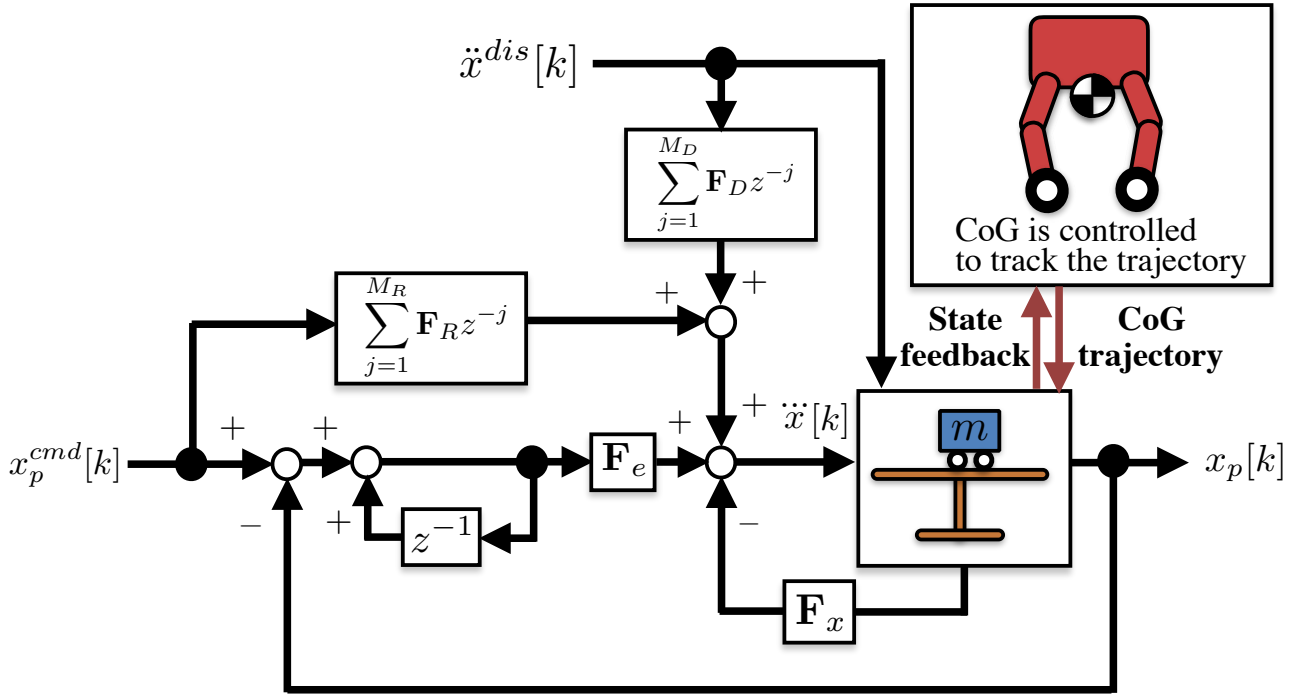 ẍ^{dis}[k]
M_D
∑ F_D z^{-j}
j=1
CoG is controlled
to track the trajectory
+
M_R
∑ F_R z^{-j}
j=1
+
State
feedback
CoG
trajectory
+
x⃛[k]
m
x_p^{cmd}[k]
+
+
F_e
+
x_p[k]
−
+
z^{-1}
−
F_x